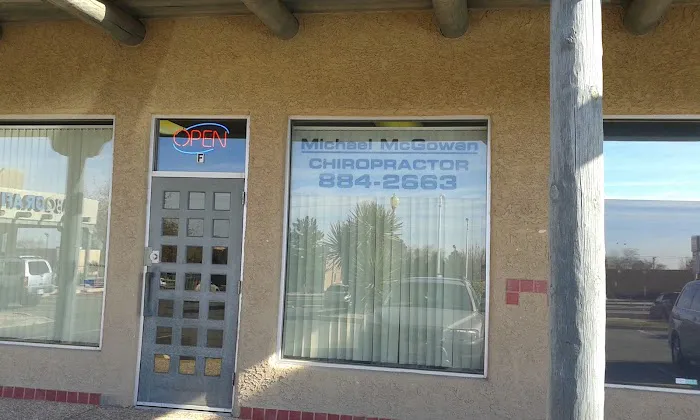 OPEN
F
Michael McGowan
CHIROPRACTOR
884-2663